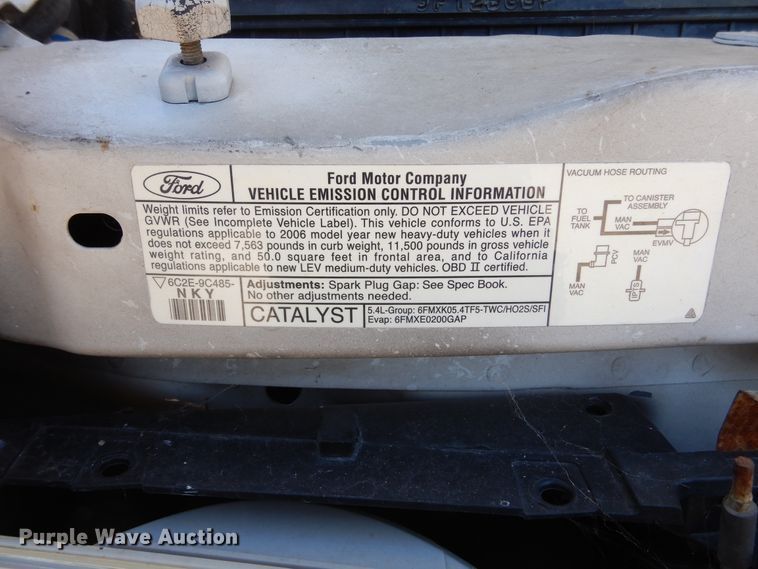 Ford
Ford Motor Company
VEHICLE EMISSION CONTROL INFORMATION
Weight limits refer to Emission Certification only. DO NOT EXCEED VEHICLE
GVWR (See Incomplete Vehicle Label). This vehicle conforms to U.S. EPA
regulations applicable to 2006 model year new heavy-duty vehicles when it
does not exceed 7,563 pounds in curb weight, 11,500 pounds in gross vehicle
weight rating, and 50.0 square feet in frontal area, and to California
regulations applicable to new LEV medium-duty vehicles. OBD II certified.
6C2E-9C485-
NKY
Adjustments: Spark Plug Gap: See Spec Book.
No other adjustments needed.
CATALYST
5.4L-Group: 6FMXK05.4TF5-TWC/HO2S/SFI
Evap: 6FMXE0200GAP
VACUUM HOSE ROUTING
TO CANISTER
ASSEMBLY
TO
FUEL
TANK
MAN
VAC
EVMV
PCV
MAN
VAC
MAN
VAC
Purple Wave Auction